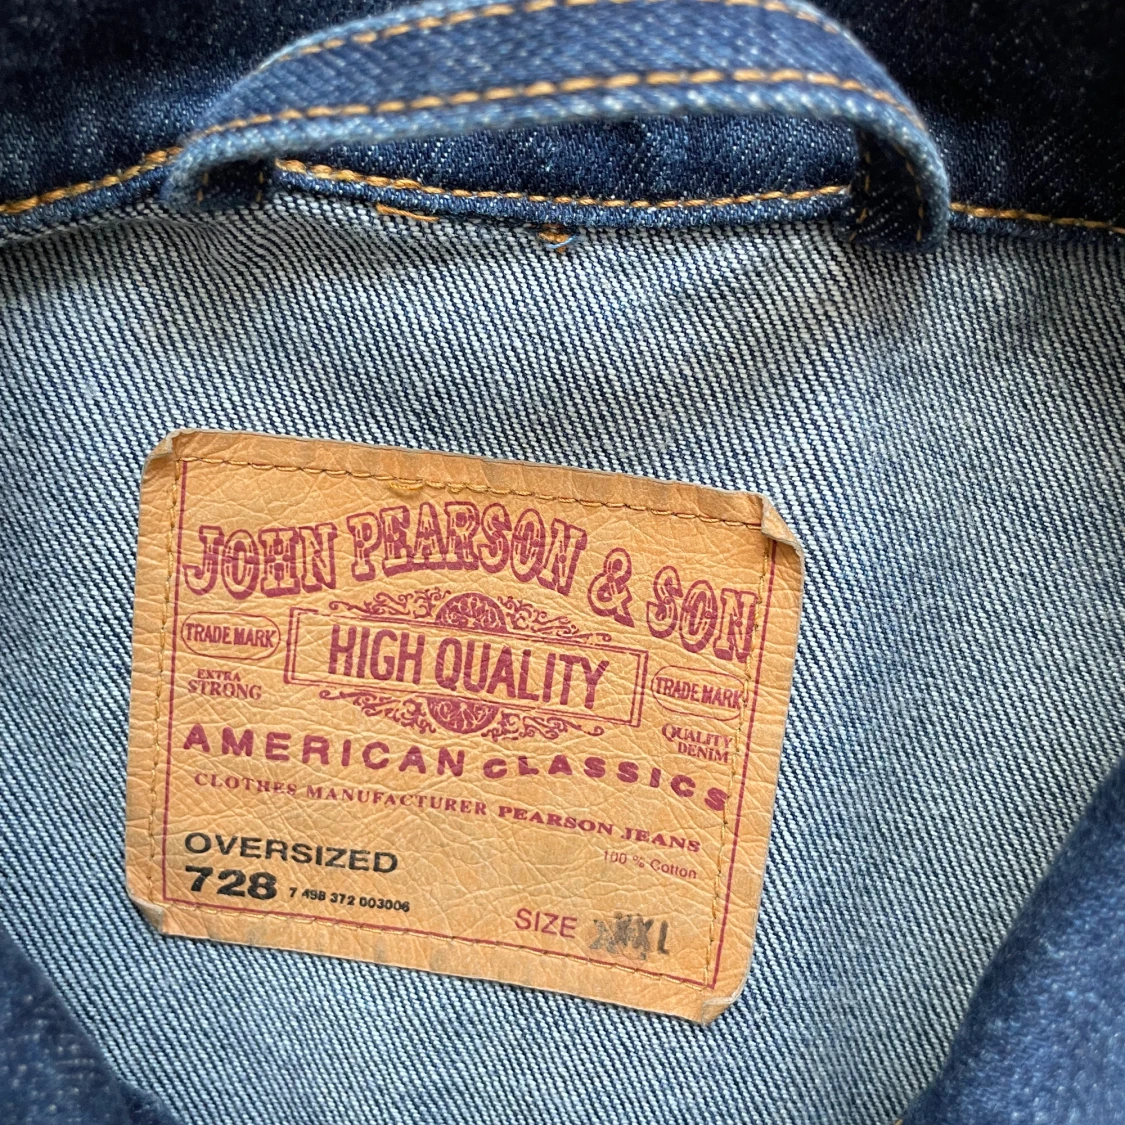 JOHN PEARSON & SON
TRADE MARK
HIGH QUALITY
TRADE MARK
EXTRA
STRONG
QUALITY
DENIM
AMERICAN CLASSICS
CLOTHES MANUFACTURER PEARSON JEANS
100 % Cotton
OVERSIZED
728 7 498 372 003006
SIZE